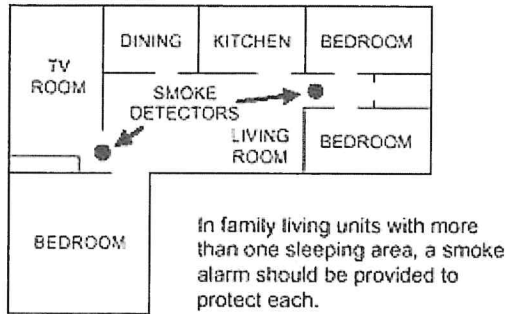 DINING
KITCHEN
BEDROOM
TV
ROOM
SMOKE
DETECTORS
LIVING
ROOM
BEDROOM
BEDROOM
In family living units with more
than one sleeping area, a smoke
alarm should be provided to
protect each.